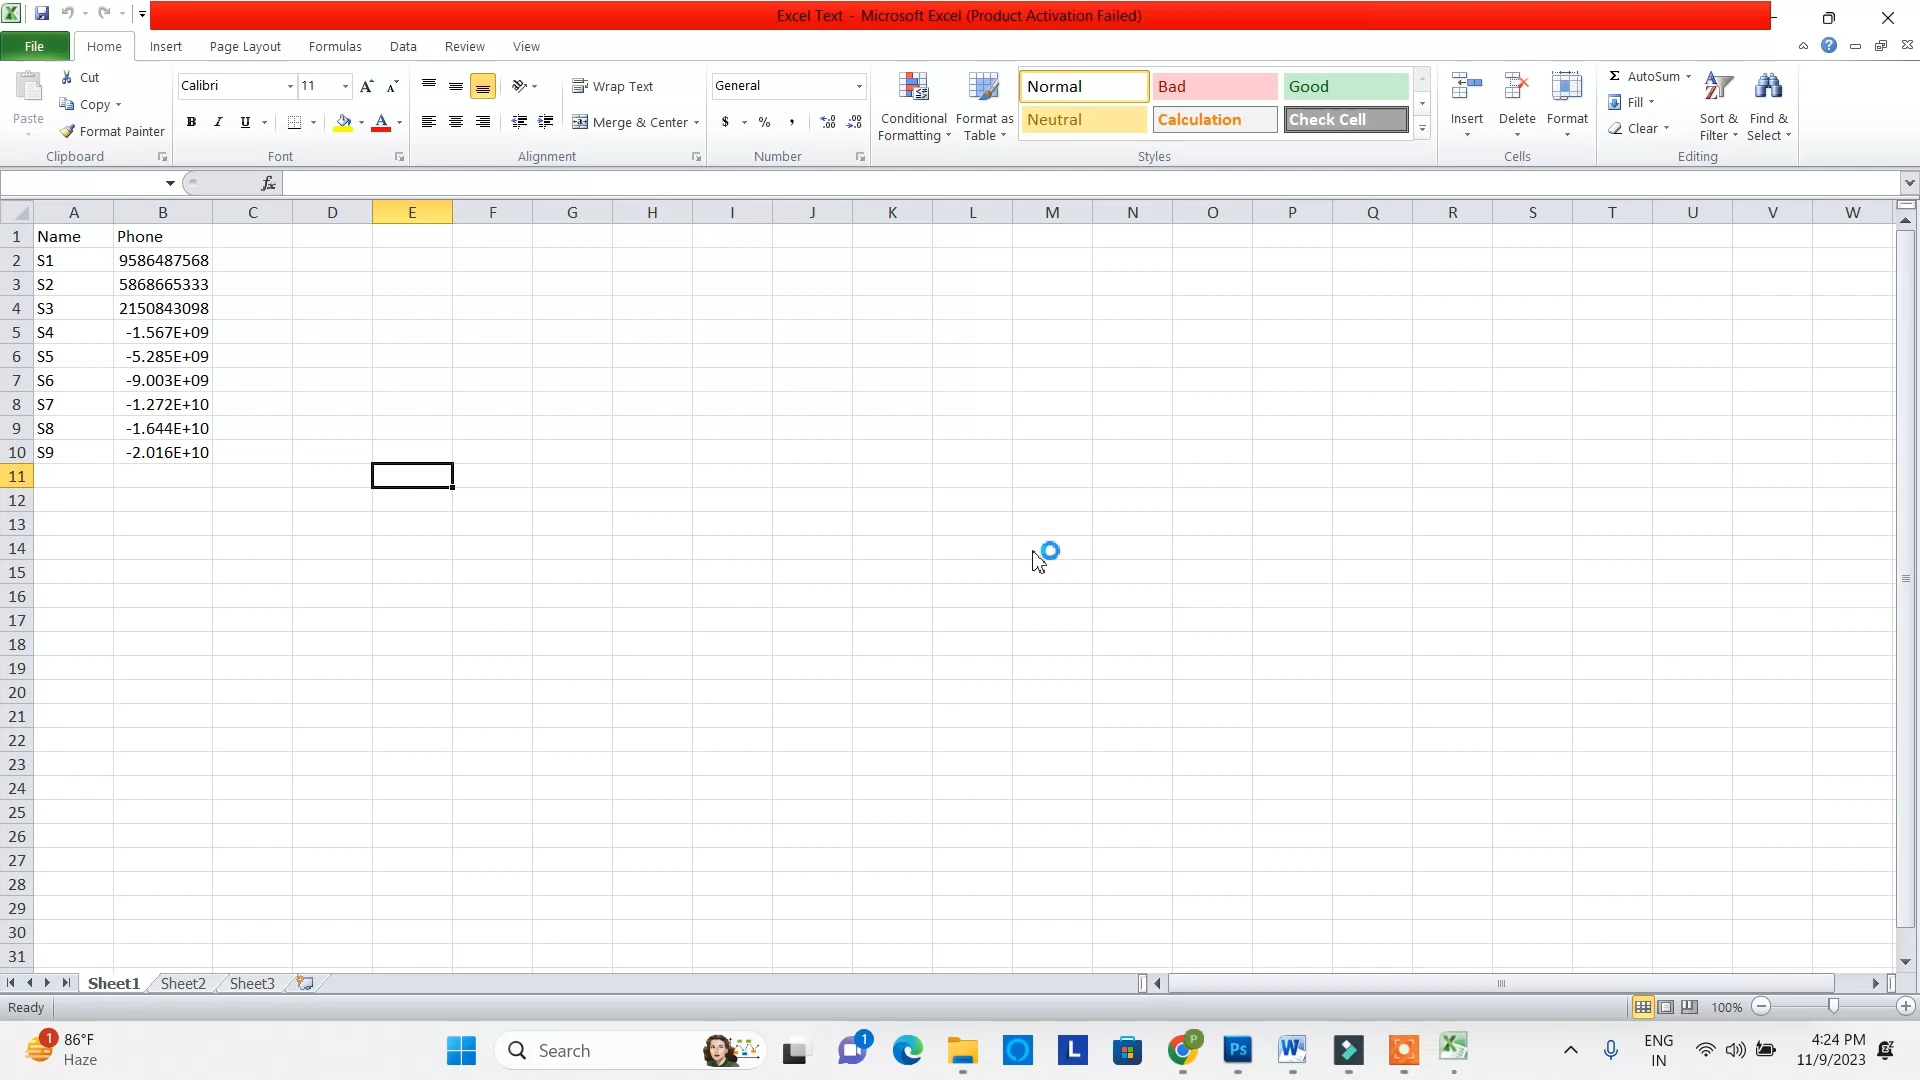 Excel Text - Microsoft Excel (Product Activation Failed)
File Home Insert Page Layout Formulas Data Review View
Paste
Cut
Copy
Format Painter
Clipboard
Calibri 11
B I U
Font
Wrap Text
Merge & Center
Alignment
General
$ % ,
Number
Conditional Formatting
Format as Table
Normal Bad Good
Neutral Calculation Check Cell
Styles
Insert Delete Format
Cells
Σ AutoSum
Fill
Clear
Sort & Filter
Find & Select
Editing
fx
A B C D E F G H I J K L M N O P Q R S T U V W
1 Name Phone
2 S1 9586487568
3 S2 5868665333
4 S3 2150843098
5 S4 -1.567E+09
6 S5 -5.285E+09
7 S6 -9.003E+09
8 S7 -1.272E+10
9 S8 -1.644E+10
10 S9 -2.016E+10
11
12
13
14
15
16
17
18
19
20
21
22
23
24
25
26
27
28
29
30
31
Sheet1 Sheet2 Sheet3
Ready 100%
1 86°F
Haze
Search
1
L
P
Ps
W
ENG
IN
4:24 PM
11/9/2023